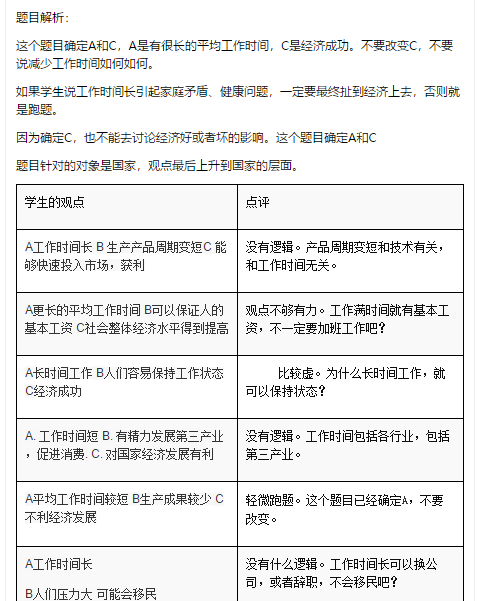 题目解析：
这个题目确定A和C，A是有很长的平均工作时间，C是经济成功。不要改变C，不要
说减少工作时间如何如何。
如果学生说工作时间长引起家庭矛盾、健康问题，一定要最终扯到经济上去，否则就
是跑题。
因为确定C，也不能去讨论经济好或者坏的影响。这个题目确定A和C
题目针对的对象是国家，观点最后上升到国家的层面。
学生的观点
点评
A工作时间长 B 生产产品周期变短C 能
够快速投入市场，获利
没有逻辑。产品周期变短和技术有关，
和工作时间无关。
A更长的平均工作时间 B可以保证人的
基本工资 C社会整体经济水平得到提高
观点不够有力。工作满时间就有基本工
资，不一定要加班工作吧？
A长时间工作 B人们容易保持工作状态
C经济成功
比较虚。为什么长时间工作，就
可以保持状态？
A. 工作时间短 B. 有精力发展第三产业
，促进消费. C. 对国家经济发展有利
没有逻辑。工作时间包括各行业，包括
第三产业。
A平均工作时间较短 B生产成果较少 C
不利经济发展
轻微跑题。这个题目已经确定A，不要
改变。
A工作时间长
B人们压力大 可能会移民
没有什么逻辑。工作时间长可以换公
司，或者辞职，不会移民吧？